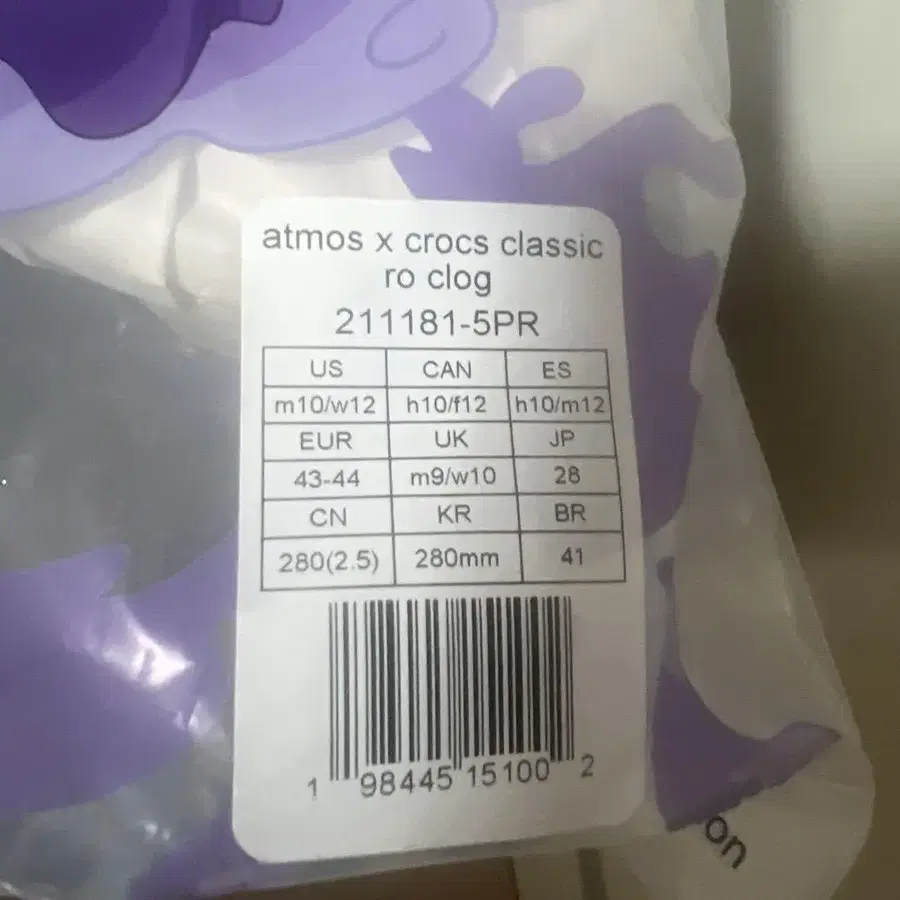 atmos x crocs classic
ro clog
211181-5PR
US CAN ES
m10/w12 h10/f12 h10/m12
EUR UK JP
43-44 m9/w10 28
CN KR BR
280(2.5) 280mm 41
1 98445 15100 2
on